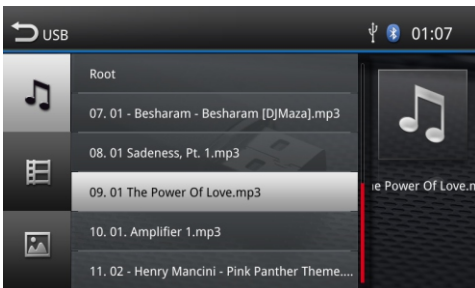 USB
01:07
Root
07. 01 - Besharam - Besharam [DJMaza].mp3
08. 01 Sadeness, Pt. 1.mp3
09. 01 The Power Of Love.mp3
e Power Of Love.m
10. 01. Amplifier 1.mp3
11. 02 - Henry Mancini - Pink Panther Theme....